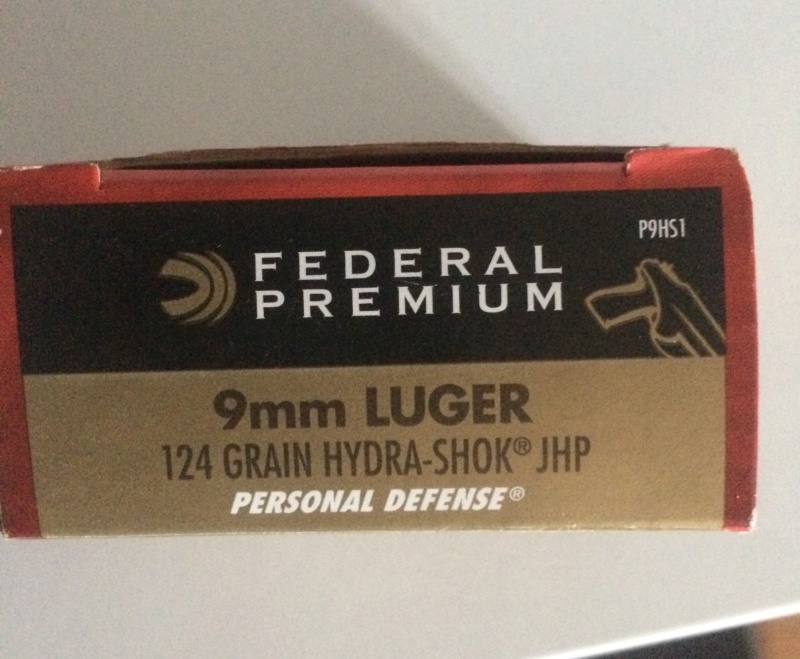 P9HS1
FEDERAL
PREMIUM
9mm LUGER
124 GRAIN HYDRA-SHOK® JHP
PERSONAL DEFENSE®